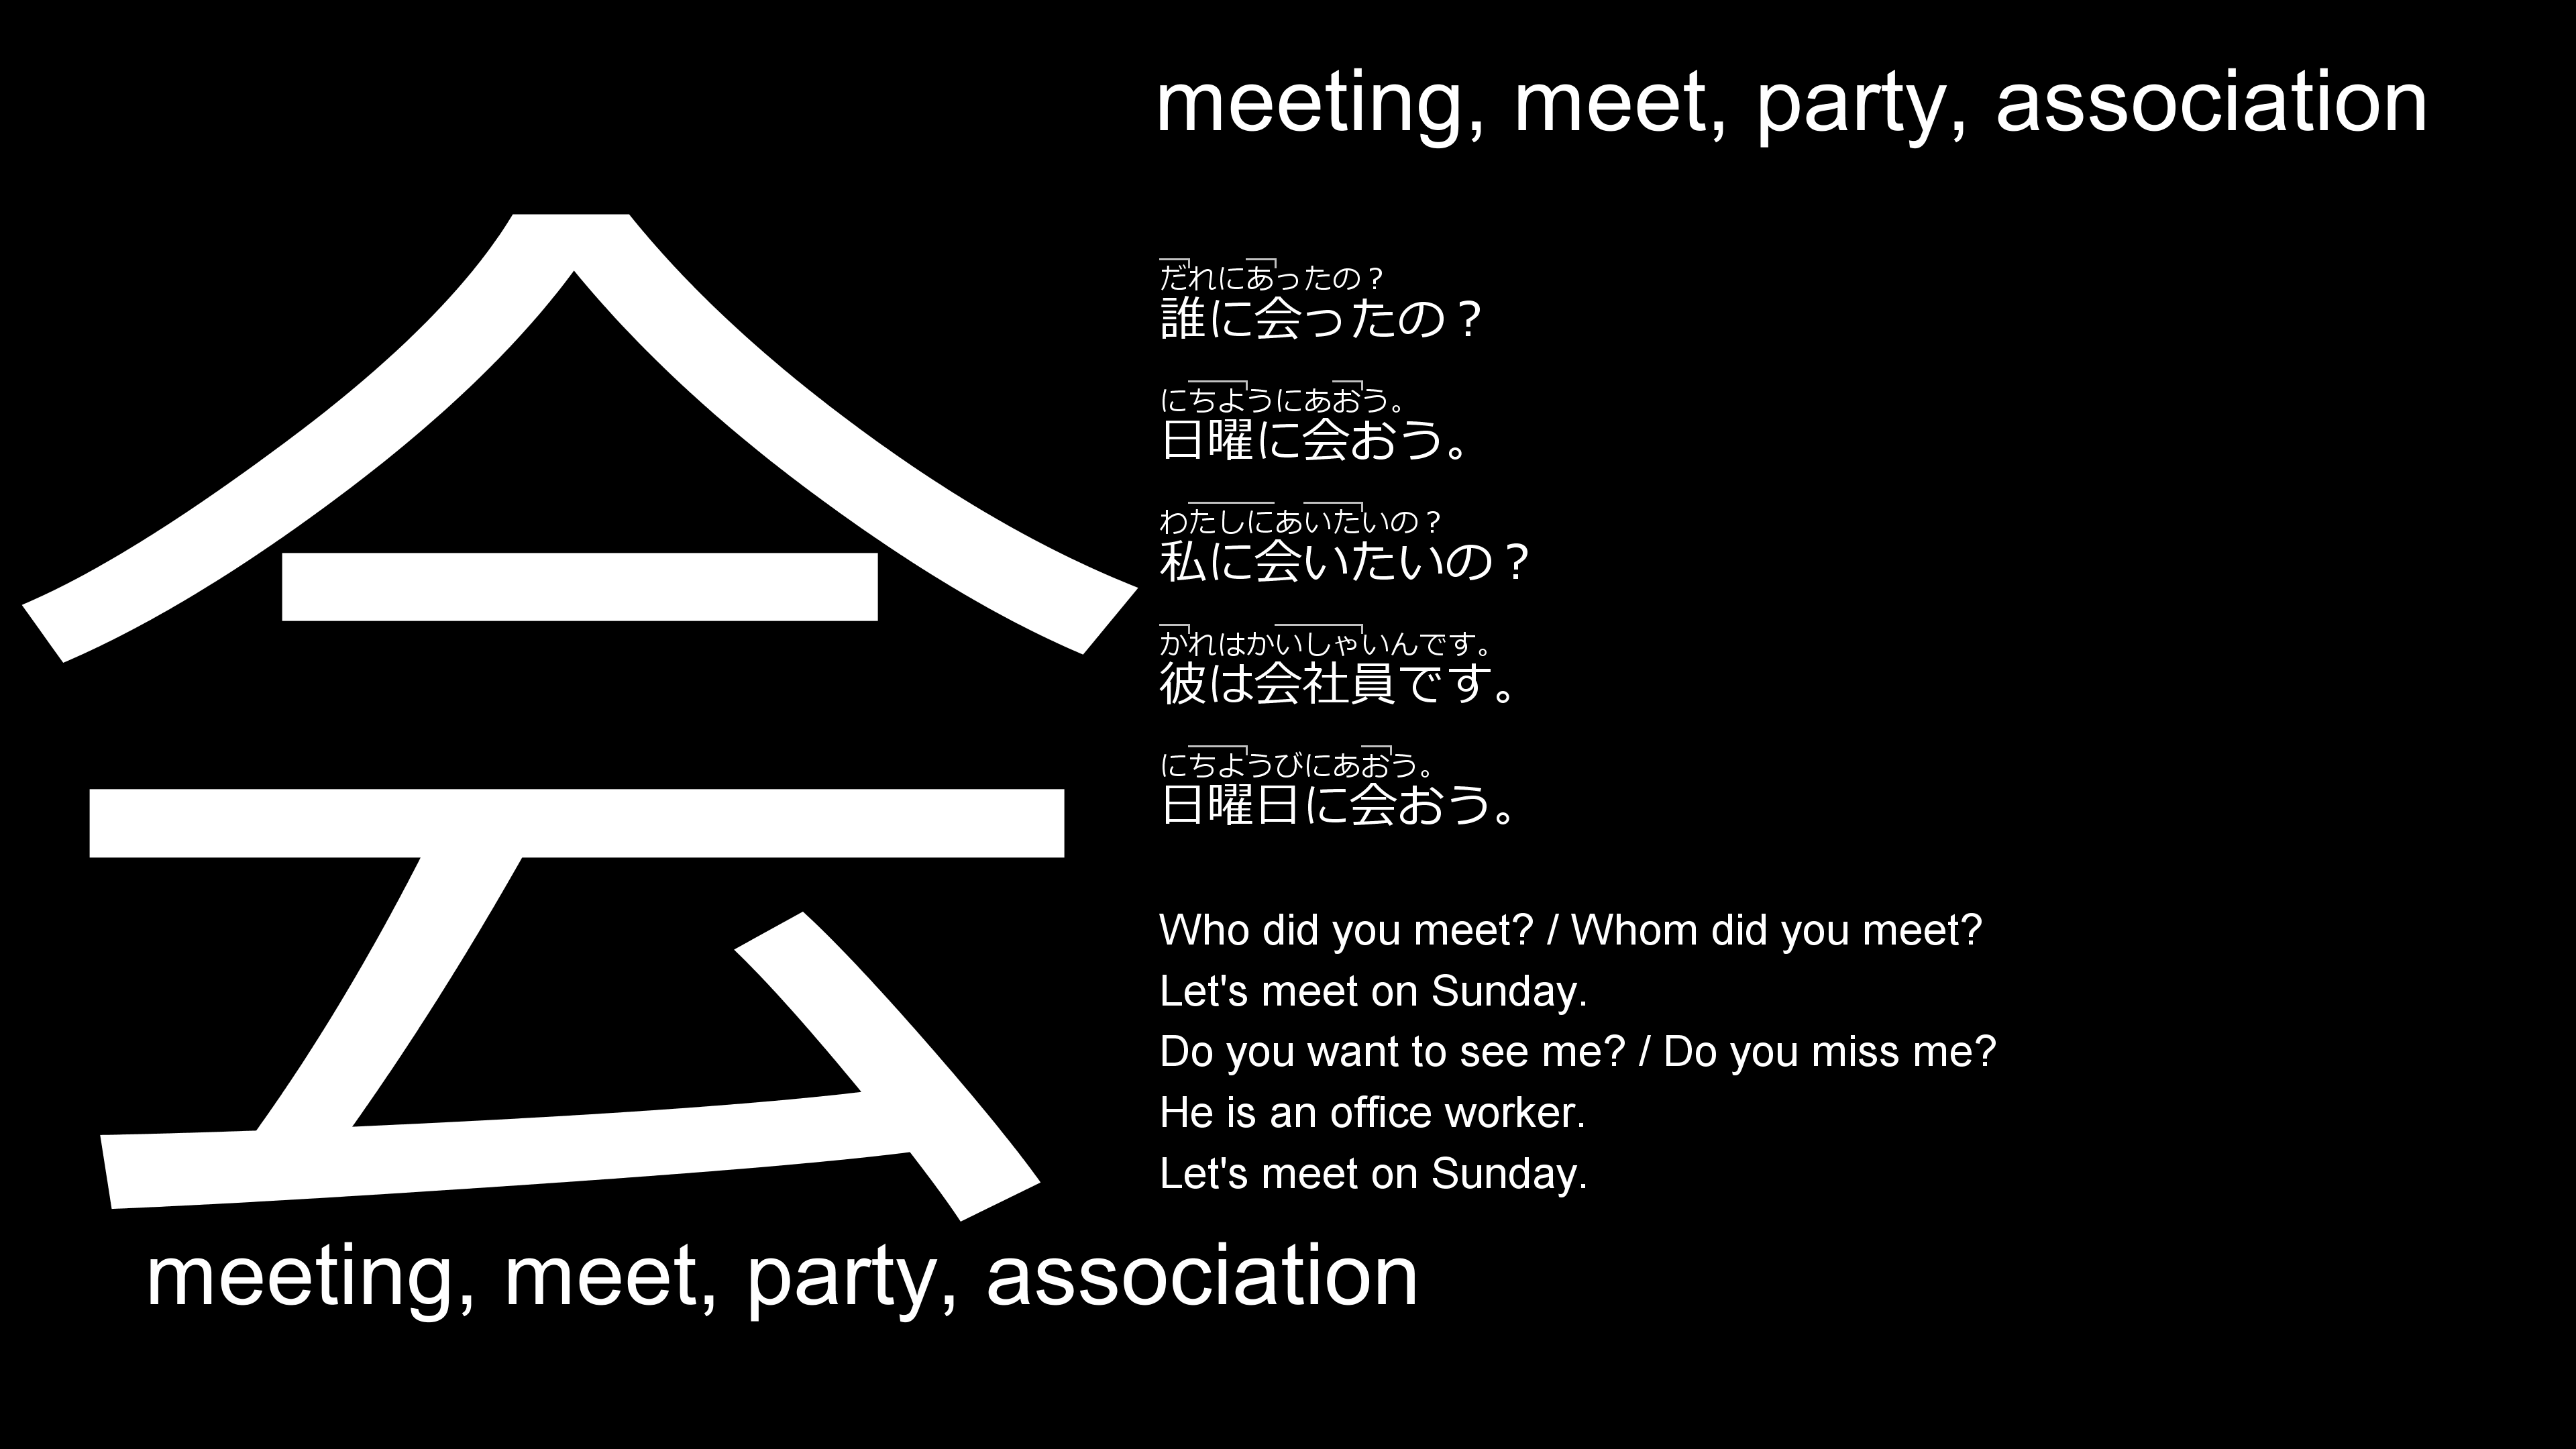 meeting, meet, party, association
会
だれにあったの？
誰に会ったの？
にちようにあおう。
日曜に会おう。
わたしにあいたいの？
私に会いたいの？
かれはかいしゃいんです。
彼は会社員です。
にちようびにあおう。
日曜日に会おう。
Who did you meet? / Whom did you meet?
Let's meet on Sunday.
Do you want to see me? / Do you miss me?
He is an office worker.
Let's meet on Sunday.
meeting, meet, party, association